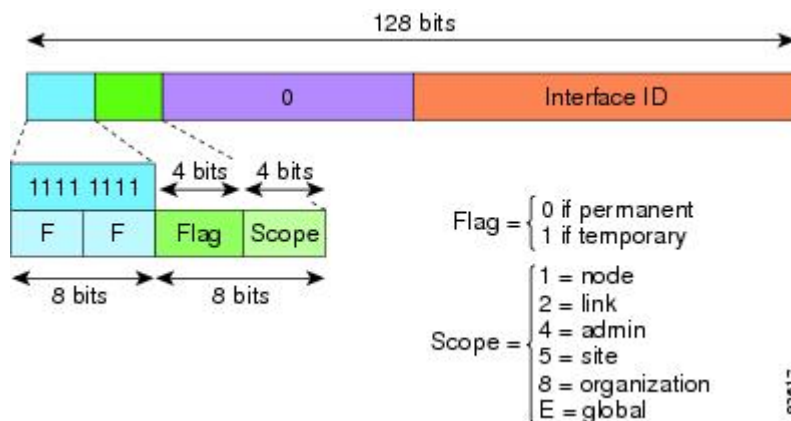 128 bits
0 Interface ID
1111 1111
4 bits 4 bits
F F Flag Scope
8 bits 8 bits
Flag = 0 if permanent
1 if temporary
Scope = 1 = node
2 = link
4 = admin
5 = site
8 = organization
E = global